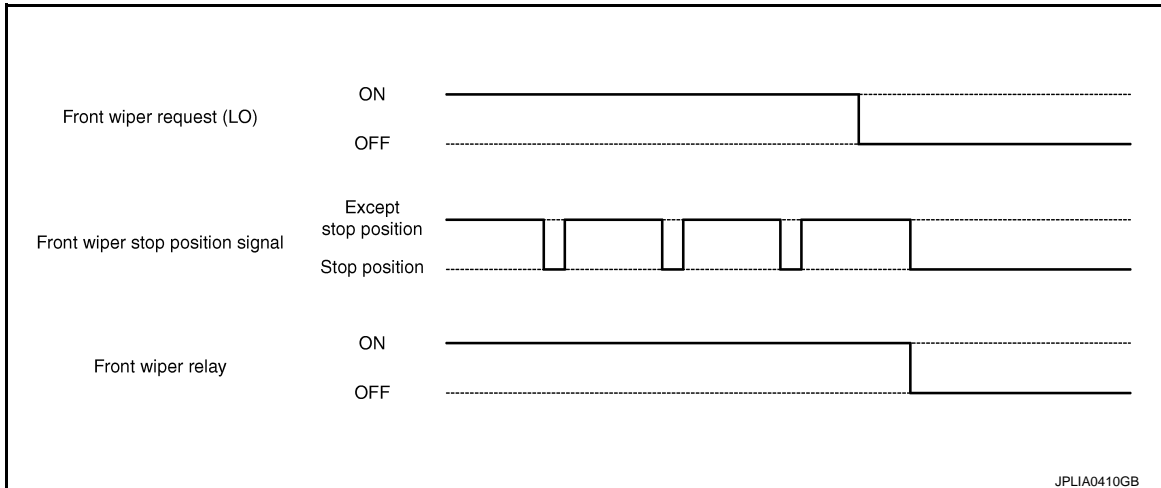 ON
Front wiper request (LO)
OFF
Except
stop position
Front wiper stop position signal
Stop position
ON
Front wiper relay
OFF
JPLIA0410GB